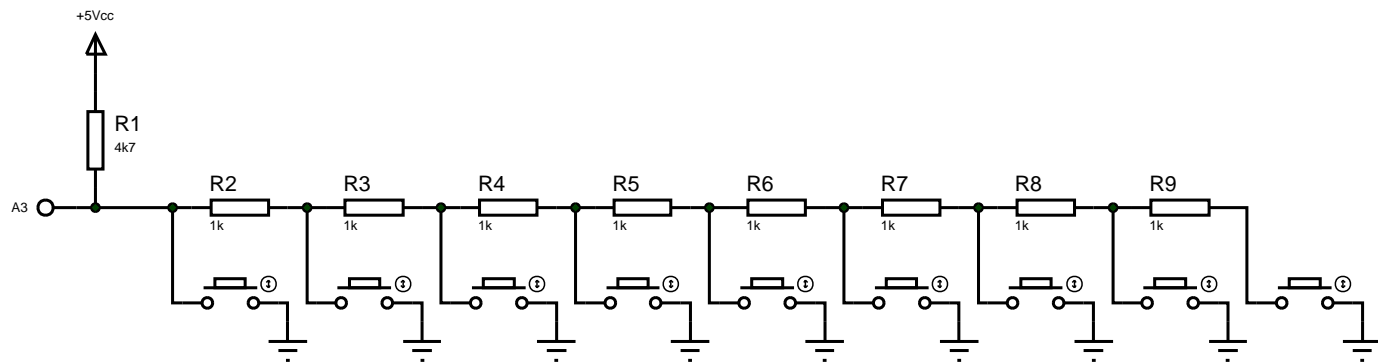 +5Vcc
R1
4k7
R2 R3 R4 R5 R6 R7 R8 R9
A3
1k 1k 1k 1k 1k 1k 1k 1k